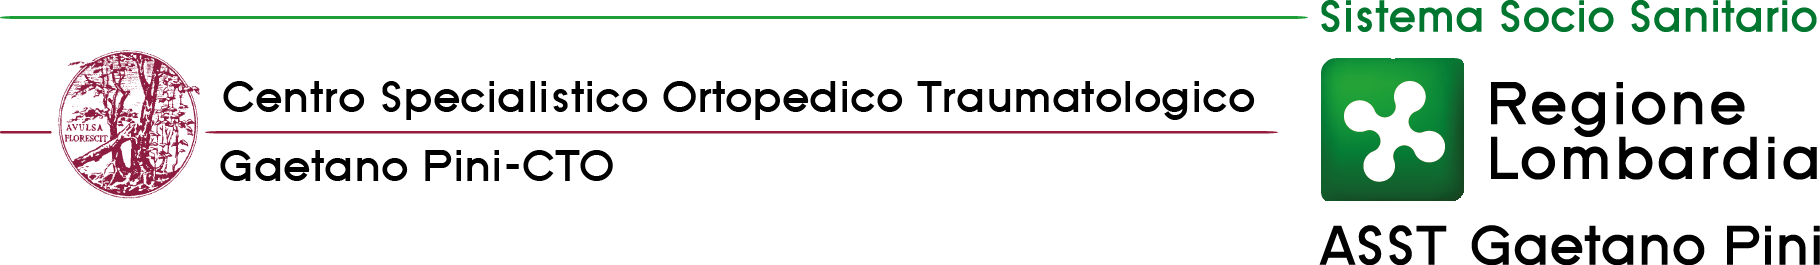 Sistema Socio Sanitario
Centro Specialistico Ortopedico Traumatologico
Gaetano Pini-CTO
AVULSA
FLORESCIT
Regione
Lombardia
ASST Gaetano Pini